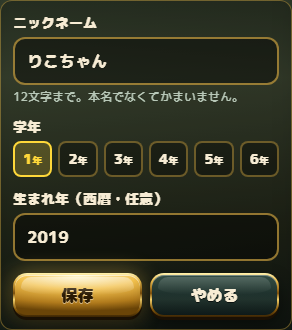 ニックネーム
りこちゃん
12文字まで。本名でなくてかまいません。
学年
1年 2年 3年 4年 5年 6年
生まれ年（西暦・任意）
2019
保存 やめる